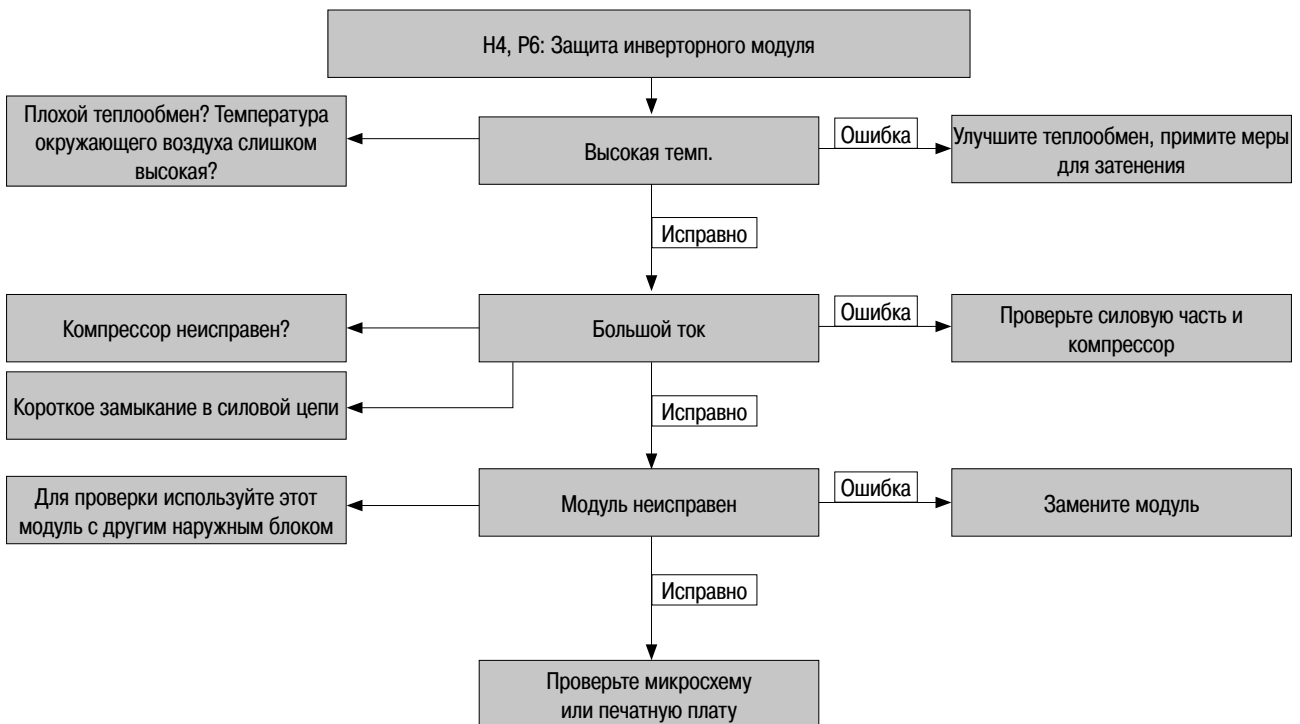 Н4, Р6: Защита инверторного модуля
Плохой теплообмен? Температура
окружающего воздуха слишком
высокая?
Высокая темп.
Ошибка
Улучшите теплообмен, примите меры
для затенения
Исправно
Компрессор неисправен?
Большой ток
Ошибка
Проверьте силовую часть и
компрессор
Короткое замыкание в силовой цепи
Исправно
Для проверки используйте этот
модуль с другим наружным блоком
Модуль неисправен
Ошибка
Замените модуль
Исправно
Проверьте микросхему
или печатную плату